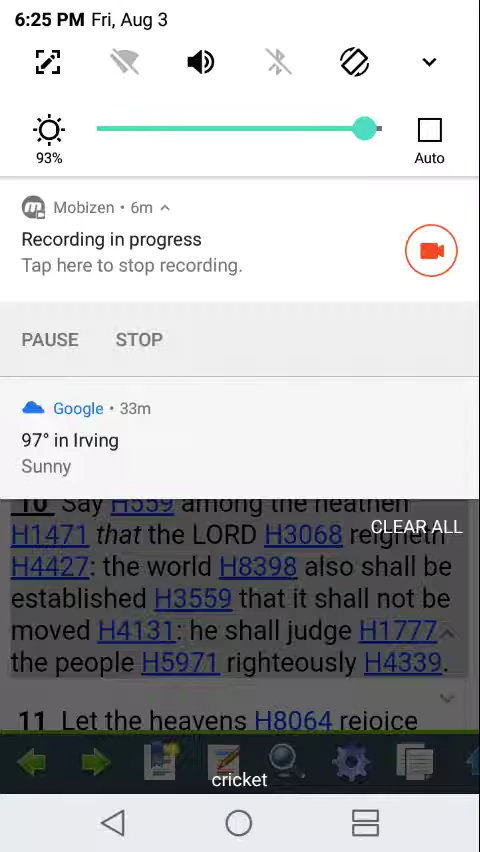 6:25 PM Fri, Aug 3
93%
Auto
Mobizen • 6m
Recording in progress
Tap here to stop recording.
PAUSE STOP
Google • 33m
97° in Irving
Sunny
10 Say H559 among the heathen
CLEAR ALL
H1471 that the LORD H3068 reigneth
H4427: the world H8398 also shall be
established H3559 that it shall not be
moved H4131: he shall judge H1777
the people H5971 righteously H4339.
11 Let the heavens H8064 rejoice
cricket